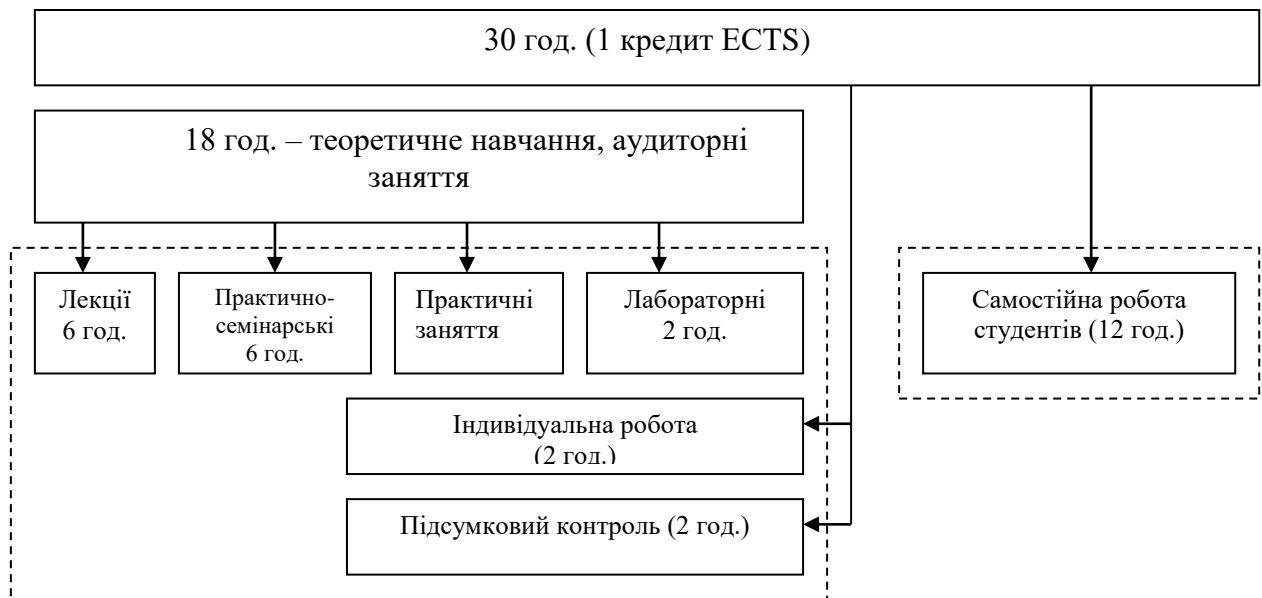 30 год. (1 кредит ECTS)
18 год. – теоретичне навчання, аудиторні
заняття
Лекції
6 год.
Практично-
семінарські
6 год.
Практичні
заняття
Лабораторні
2 год.
Самостійна робота
студентів (12 год.)
Індивідуальна робота
(2 год.)
Підсумковий контроль (2 год.)